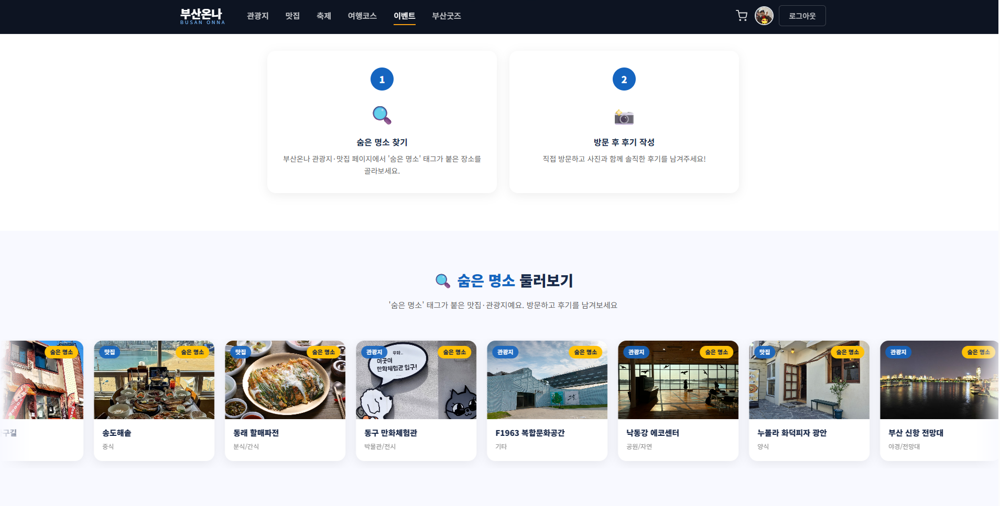 부산온나
BUSAN ONNA
관광지
맛집
축제
여행코스
이벤트
부산굿즈
로그아웃
1
숨은 명소 찾기
부산온나 관광지·맛집 페이지에서 '숨은 명소' 태그가 붙은 장소를
골라보세요.
2
방문 후 후기 작성
직접 방문하고 사진과 함께 솔직한 후기를 남겨주세요!
숨은 명소 둘러보기
'숨은 명소' 태그가 붙은 맛집·관광지예요. 방문하고 후기를 남겨보세요
숨은 명소
구길
맛집
숨은 명소
송도해솥
중식
맛집
숨은 명소
동래 할매파전
분식/간식
관광지
숨은 명소
우와...
이곳이
만화체험관 입구!
동구 만화체험관
박물관/전시
관광지
숨은 명소
F1963 복합문화공간
기타
관광지
숨은 명소
낙동강 에코센터
공원/자연
맛집
숨은 명소
누볼라 화덕피자 광안
양식
관광지
숨은 명소
부산 신항 전망대
야경/전망대